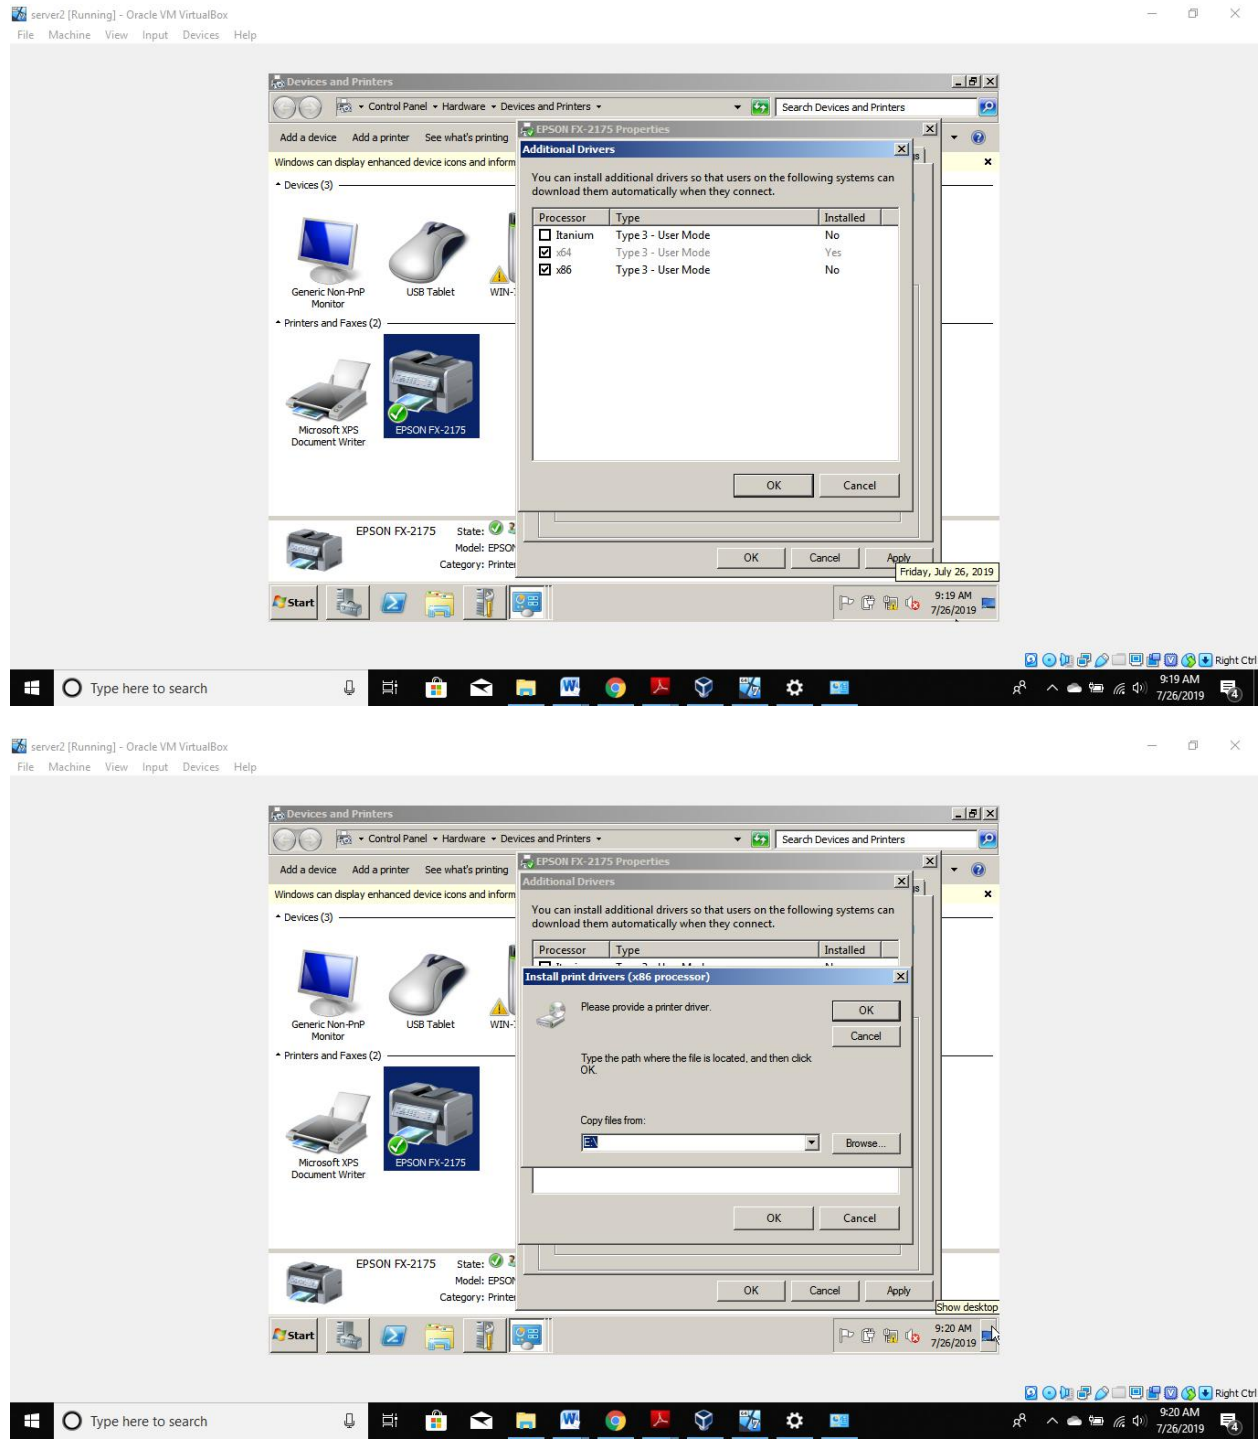 server2 [Running] - Oracle VM VirtualBox
File Machine View Input Devices Help
Devices and Printers
Control Panel Hardware Devices and Printers
Search Devices and Printers
Add a device Add a printer See what's printing
Windows can display enhanced device icons and inform
Devices (3)
Generic Non-PnP
Monitor
USB Tablet
WIN-
Printers and Faxes (2)
Microsoft XPS
Document Writer
EPSON FX-2175
EPSON FX-2175 State:
Model: EPSON
Category: Printer
EPSON FX-2175 Properties
Additional Drivers
You can install additional drivers so that users on the following systems can
download them automatically when they connect.
Processor Type Installed
Itanium Type 3 - User Mode No
x64 Type 3 - User Mode Yes
x86 Type 3 - User Mode No
OK Cancel
OK Cancel Apply
Friday, July 26, 2019
Start
9:19 AM
7/26/2019
Right Ctrl
Type here to search
9:19 AM
7/26/2019
4
server2 [Running] - Oracle VM VirtualBox
File Machine View Input Devices Help
Devices and Printers
Control Panel Hardware Devices and Printers
Search Devices and Printers
Add a device Add a printer See what's printing
Windows can display enhanced device icons and inform
Devices (3)
Generic Non-PnP
Monitor
USB Tablet
WIN-
Printers and Faxes (2)
Microsoft XPS
Document Writer
EPSON FX-2175
EPSON FX-2175 State:
Model: EPSON
Category: Printer
EPSON FX-2175 Properties
Additional Drivers
You can install additional drivers so that users on the following systems can
download them automatically when they connect.
Processor Type Installed
Install print drivers (x86 processor)
Please provide a printer driver.
OK
Cancel
Type the path where the file is located, and then click
OK.
Copy files from:
E:\
Browse...
OK Cancel
OK Cancel Apply
Show desktop
Start
9:20 AM
7/26/2019
Right Ctrl
Type here to search
9:20 AM
7/26/2019